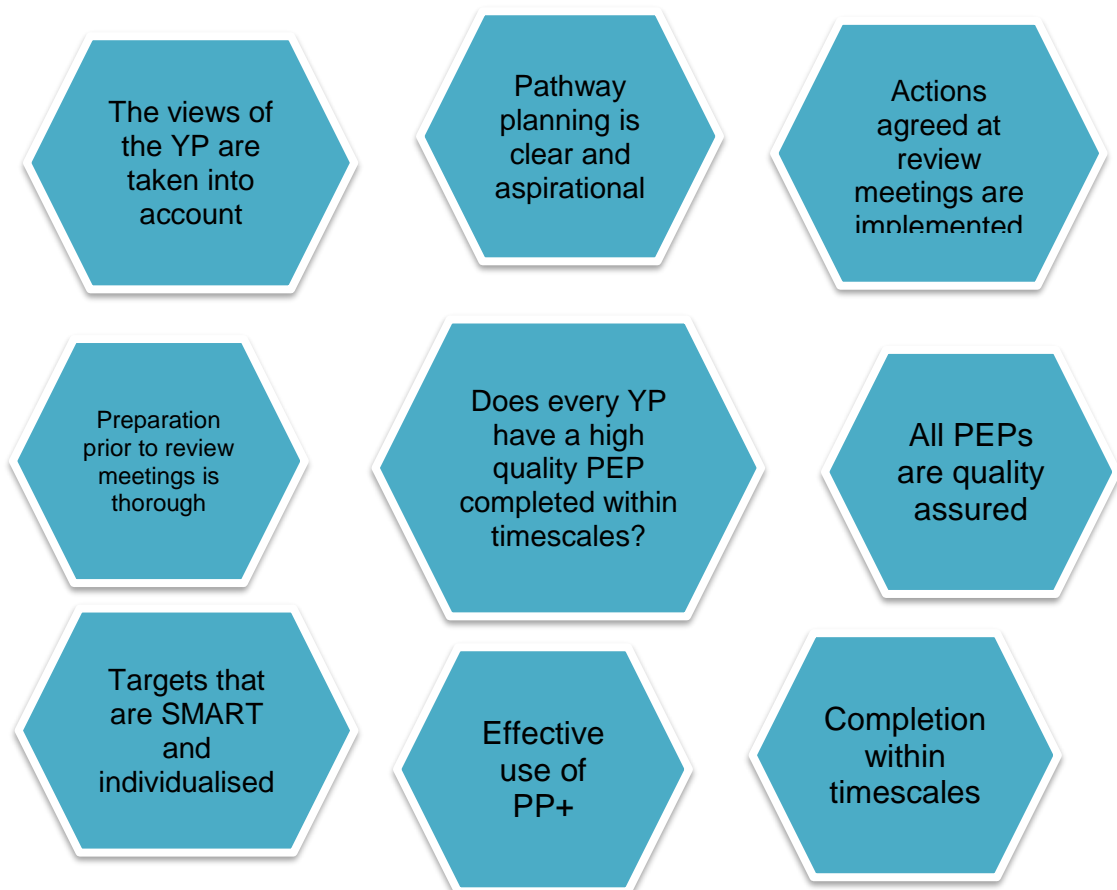 The views of
the YP are
taken into
account
Pathway
planning is
clear and
aspirational
Actions
agreed at
review
meetings are
implemented
Preparation
prior to review
meetings is
thorough
Does every YP
have a high
quality PEP
completed within
timescales?
All PEPs
are quality
assured
Targets that
are SMART
and
individualised
Effective
use of
PP+
Completion
within
timescales